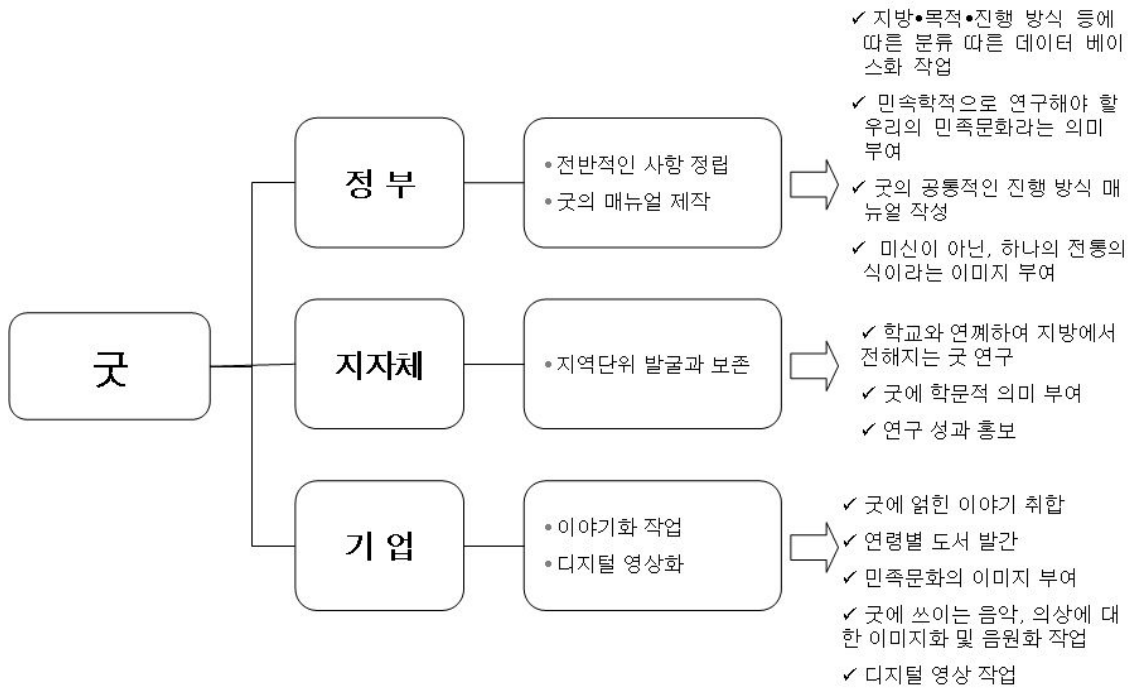 굿
정 부
• 전반적인 사항 정립
• 굿의 매뉴얼 제작
✓ 지방•목적•진행 방식 등에
따른 분류 따른 데이터 베이
스화 작업
✓ 민속학적으로 연구해야 할
우리의 민족문화라는 의미
부여
✓ 굿의 공통적인 진행 방식 매
뉴얼 작성
✓ 미신이 아닌, 하나의 전통의
식이라는 이미지 부여
지자체
• 지역단위 발굴과 보존
✓ 학교와 연꼐하여 지방에서
전해지는 굿 연구
✓ 굿에 학문적 의미 부여
✓ 연구 성과 홍보
기 업
• 이야기화 작업
• 디지털 영상화
✓ 굿에 얽힌 이야기 취합
✓ 연령별 도서 발간
✓ 민족문화의 이미지 부여
✓ 굿에 쓰이는 음악, 의상에 대
한 이미지화 및 음원화 작업
✓ 디지털 영상 작업